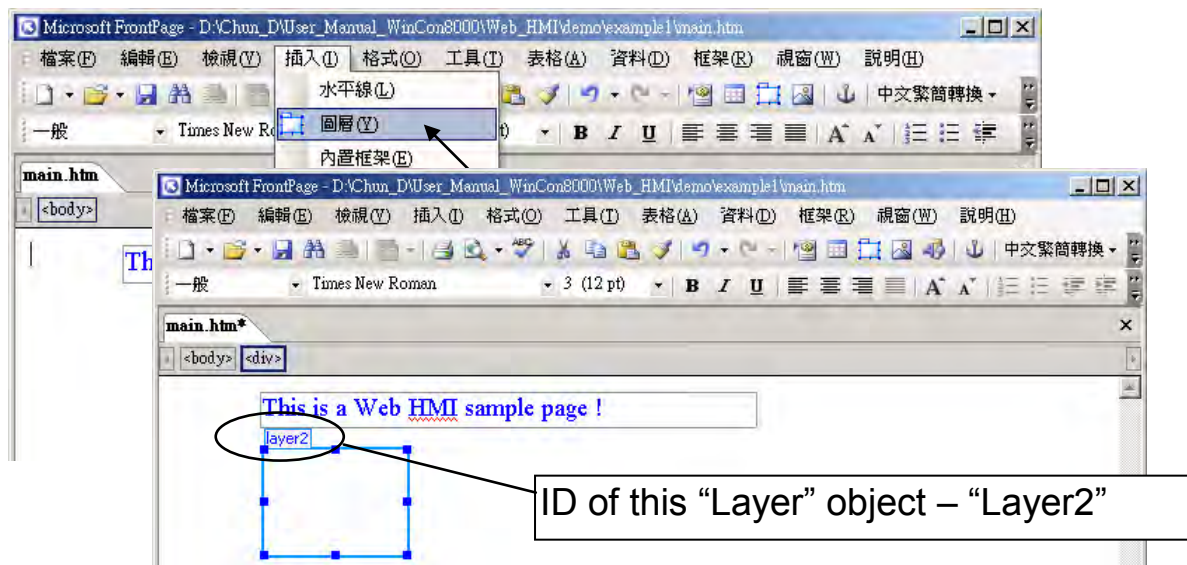 Microsoft FrontPage - D:\Chun_D\User_Manual_WinCon8000\Web_HMI\demo\example1\main.htm
檔案(F) 編輯(E) 檢視(V) 插入(I) 格式(O) 工具(T) 表格(A) 資料(D) 框架(R) 視窗(W) 說明(H)
水平線(L)
中文繁簡轉換
一般 Times New Ro
圖層(Y)
B I U A A
內置框架(E)
main.htm
<body>
Th
Microsoft FrontPage - D:\Chun_D\User_Manual_WinCon8000\Web_HMI\demo\example1\main.htm
檔案(F) 編輯(E) 檢視(V) 插入(I) 格式(O) 工具(T) 表格(A) 資料(D) 框架(R) 視窗(W) 說明(H)
ABC 中文繁簡轉換
一般 Times New Roman 3 (12 pt) B I U A A
main.htm*
<body> <div>
This is a Web HMI sample page !
layer2
ID of this “Layer” object – “Layer2”